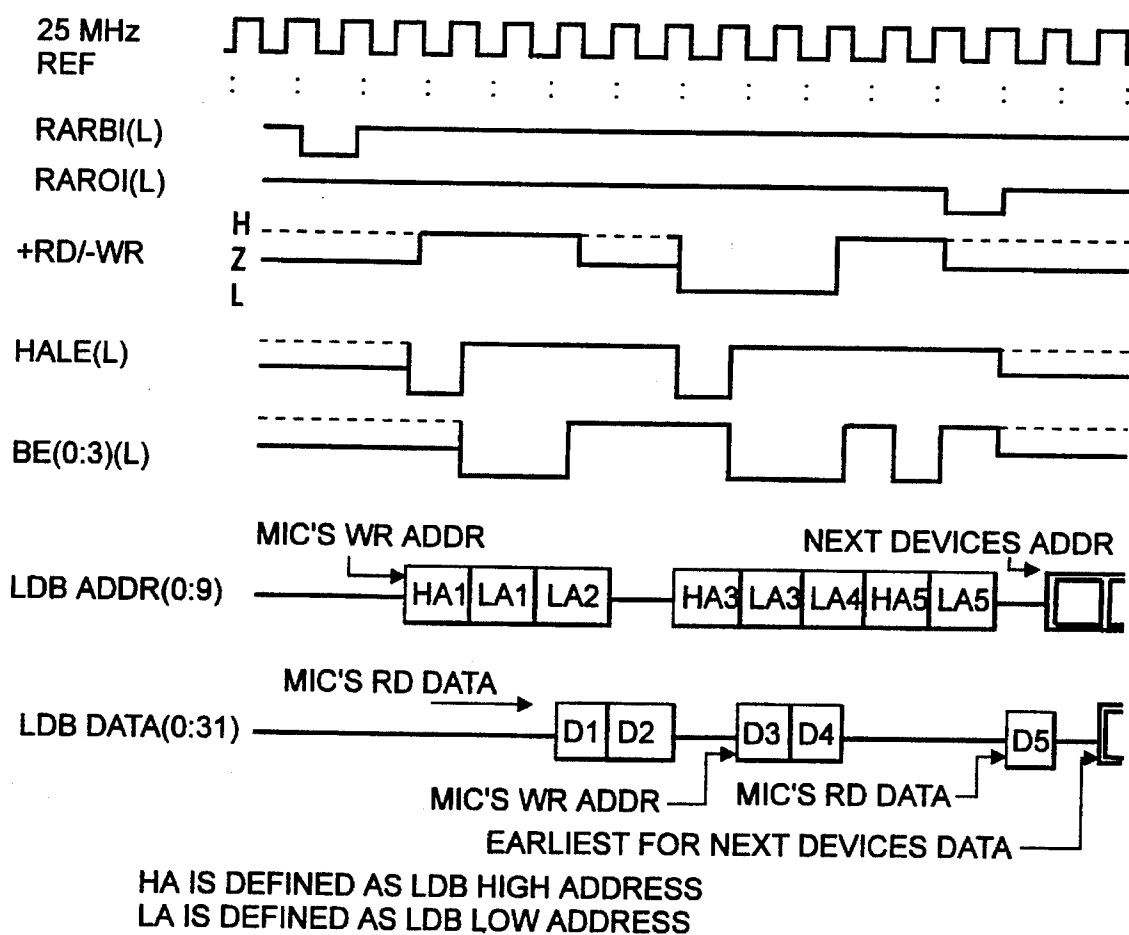 25 MHz
REF
RARBI(L)
RAROI(L)
+RD/-WR
H
Z
L
HALE(L)
BE(0:3)(L)
MIC'S WR ADDR
NEXT DEVICES ADDR
LDB ADDR(0:9)
HA1 LA1 LA2 HA3 LA3 LA4 HA5 LA5
MIC'S RD DATA
LDB DATA(0:31)
D1 D2 D3 D4 D5
MIC'S WR ADDR
MIC'S RD DATA
EARLIEST FOR NEXT DEVICES DATA
HA IS DEFINED AS LDB HIGH ADDRESS
LA IS DEFINED AS LDB LOW ADDRESS